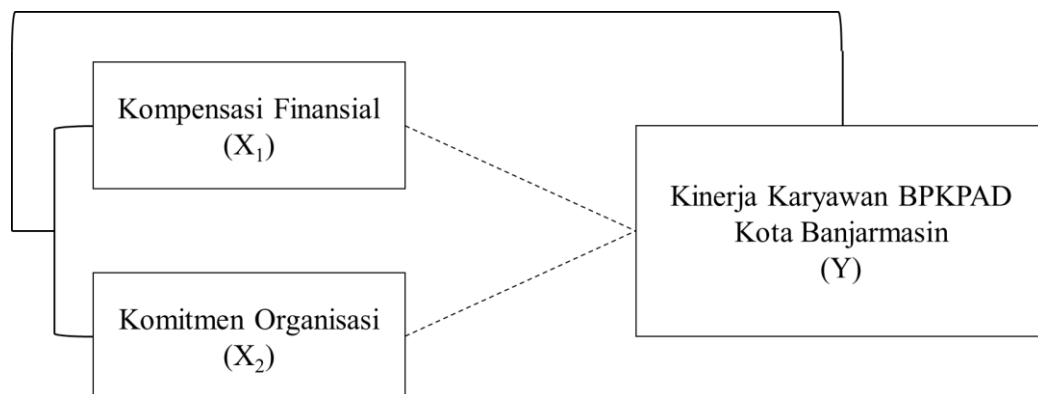 Kompensasi Finansial
(X₁)
Kinerja Karyawan BPKPAD
Kota Banjarmasin
(Y)
Komitmen Organisasi
(X₂)